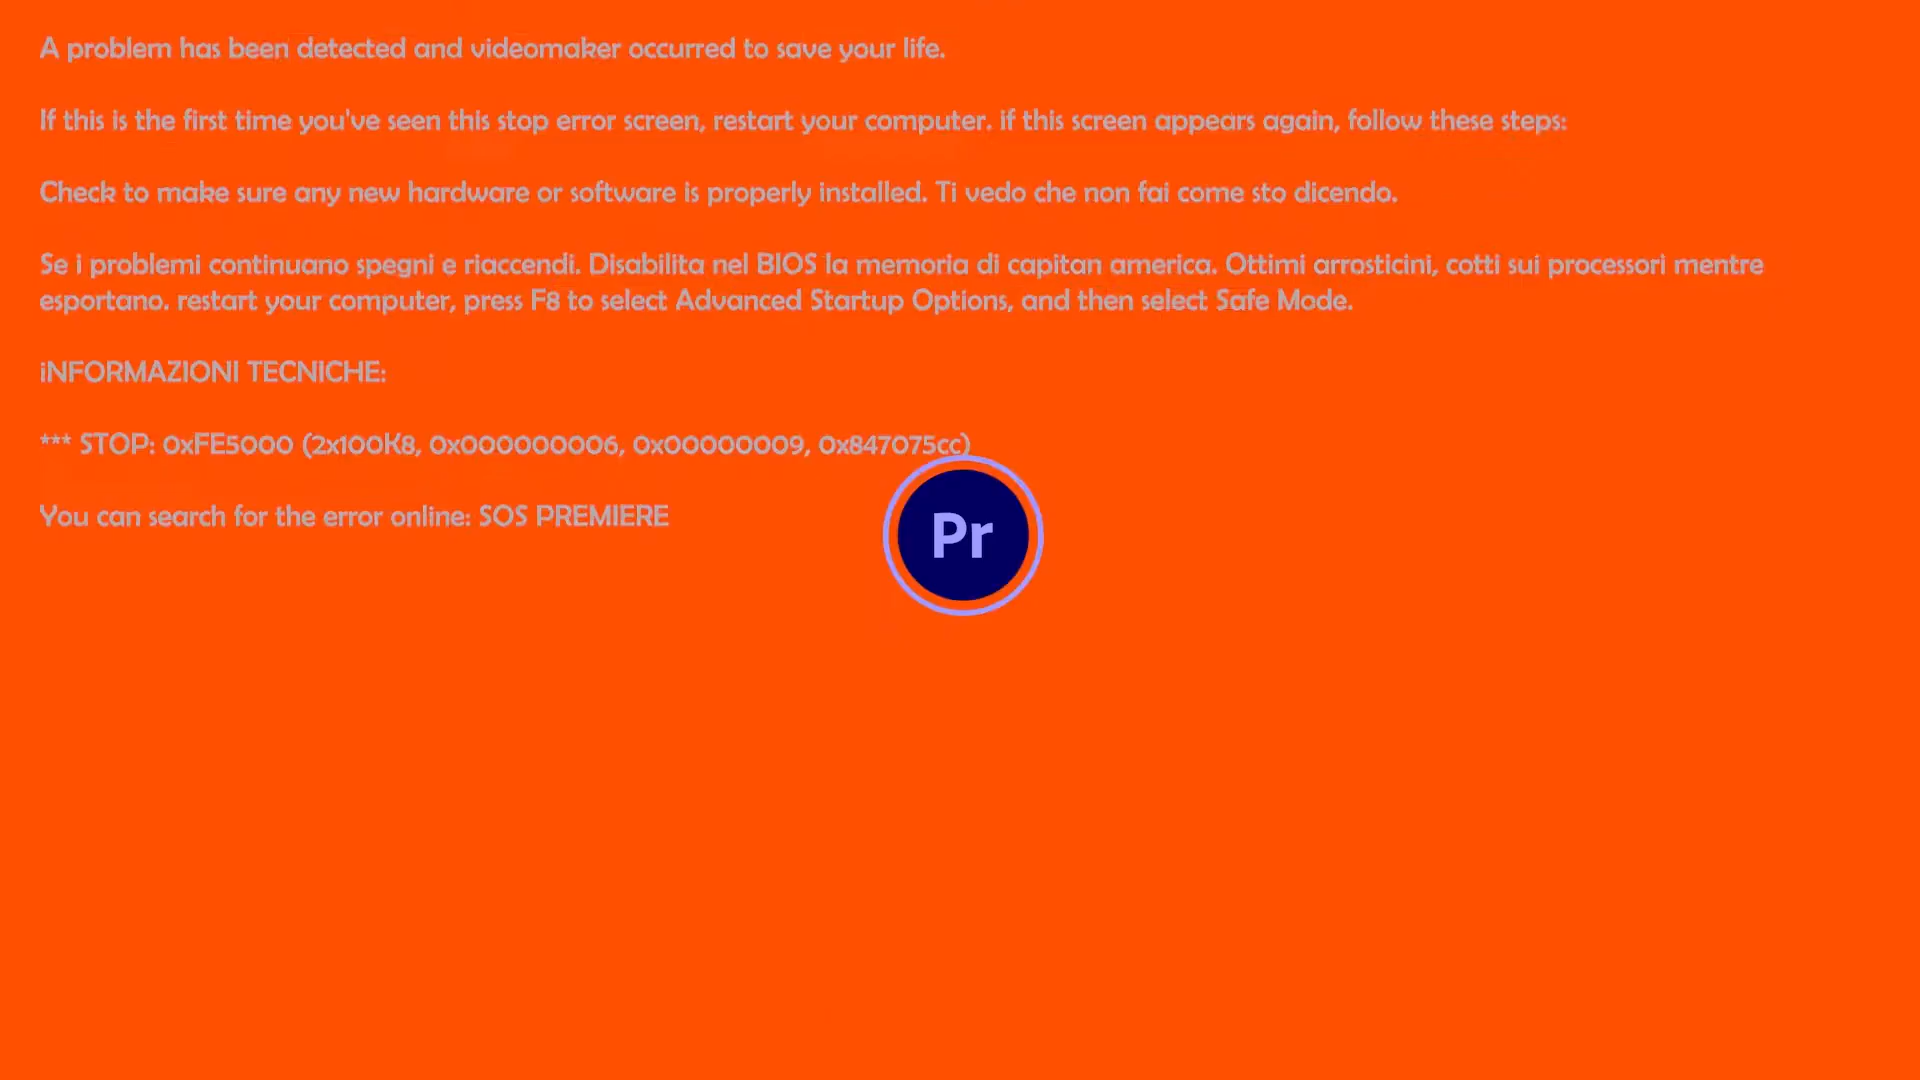 A problem has been detected and videomaker occurred to save your life.
If this is the first time you've seen this stop error screen, restart your computer. if this screen appears again, follow these steps:
Check to make sure any new hardware or software is properly installed. Ti vedo che non fai come sto dicendo.
Se i problemi continuano spegni e riaccendi. Disabilita nel BIOS la memoria di capitan america. Ottimi arrosticini, cotti sui processori mentre
esportano. restart your computer, press F8 to select Advanced Startup Options, and then select Safe Mode.
iNFORMAZIONI TECNICHE:
*** STOP: 0xFE5000 (2x100K8, 0x000000006, 0x00000009, 0x847075cc)
You can search for the error online: SOS PREMIERE
Pr